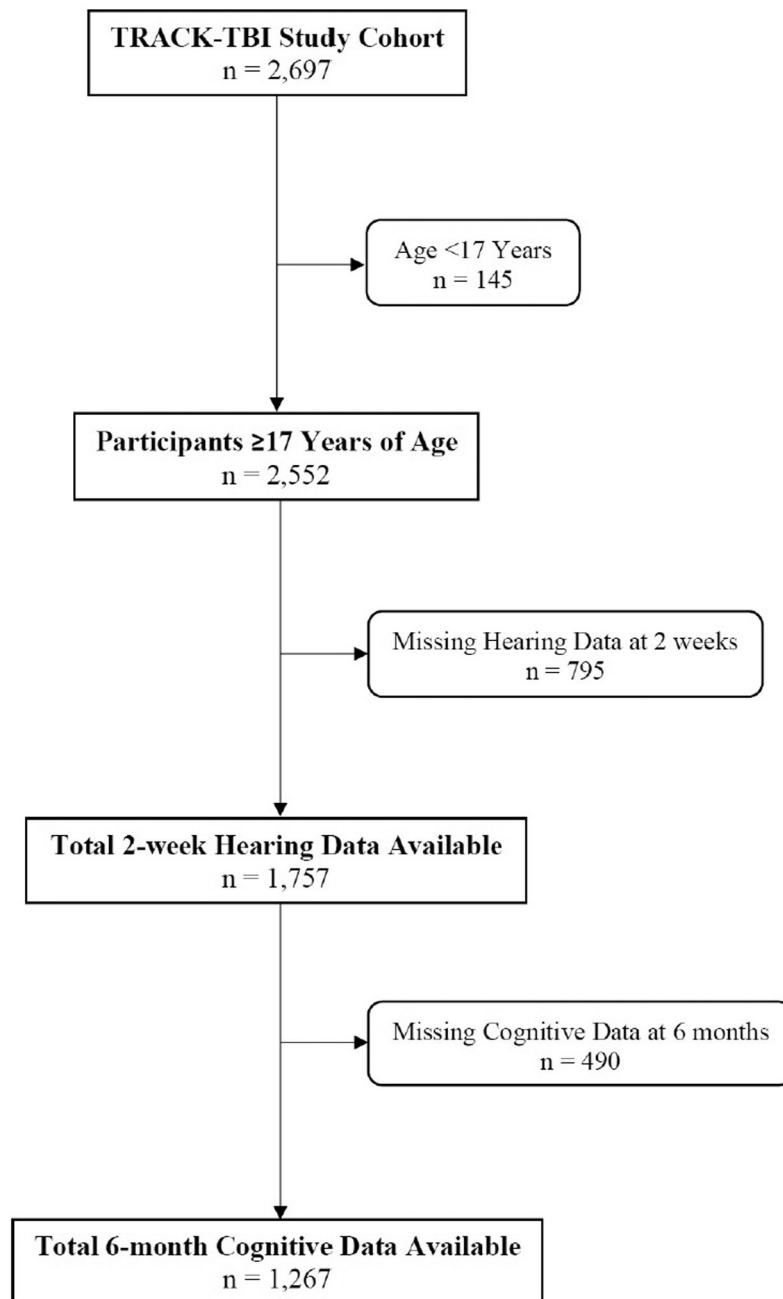 TRACK-TBI Study Cohort
n = 2,697
Age <17 Years
n = 145
Participants ≥17 Years of Age
n = 2,552
Missing Hearing Data at 2 weeks
n = 795
Total 2-week Hearing Data Available
n = 1,757
Missing Cognitive Data at 6 months
n = 490
Total 6-month Cognitive Data Available
n = 1,267